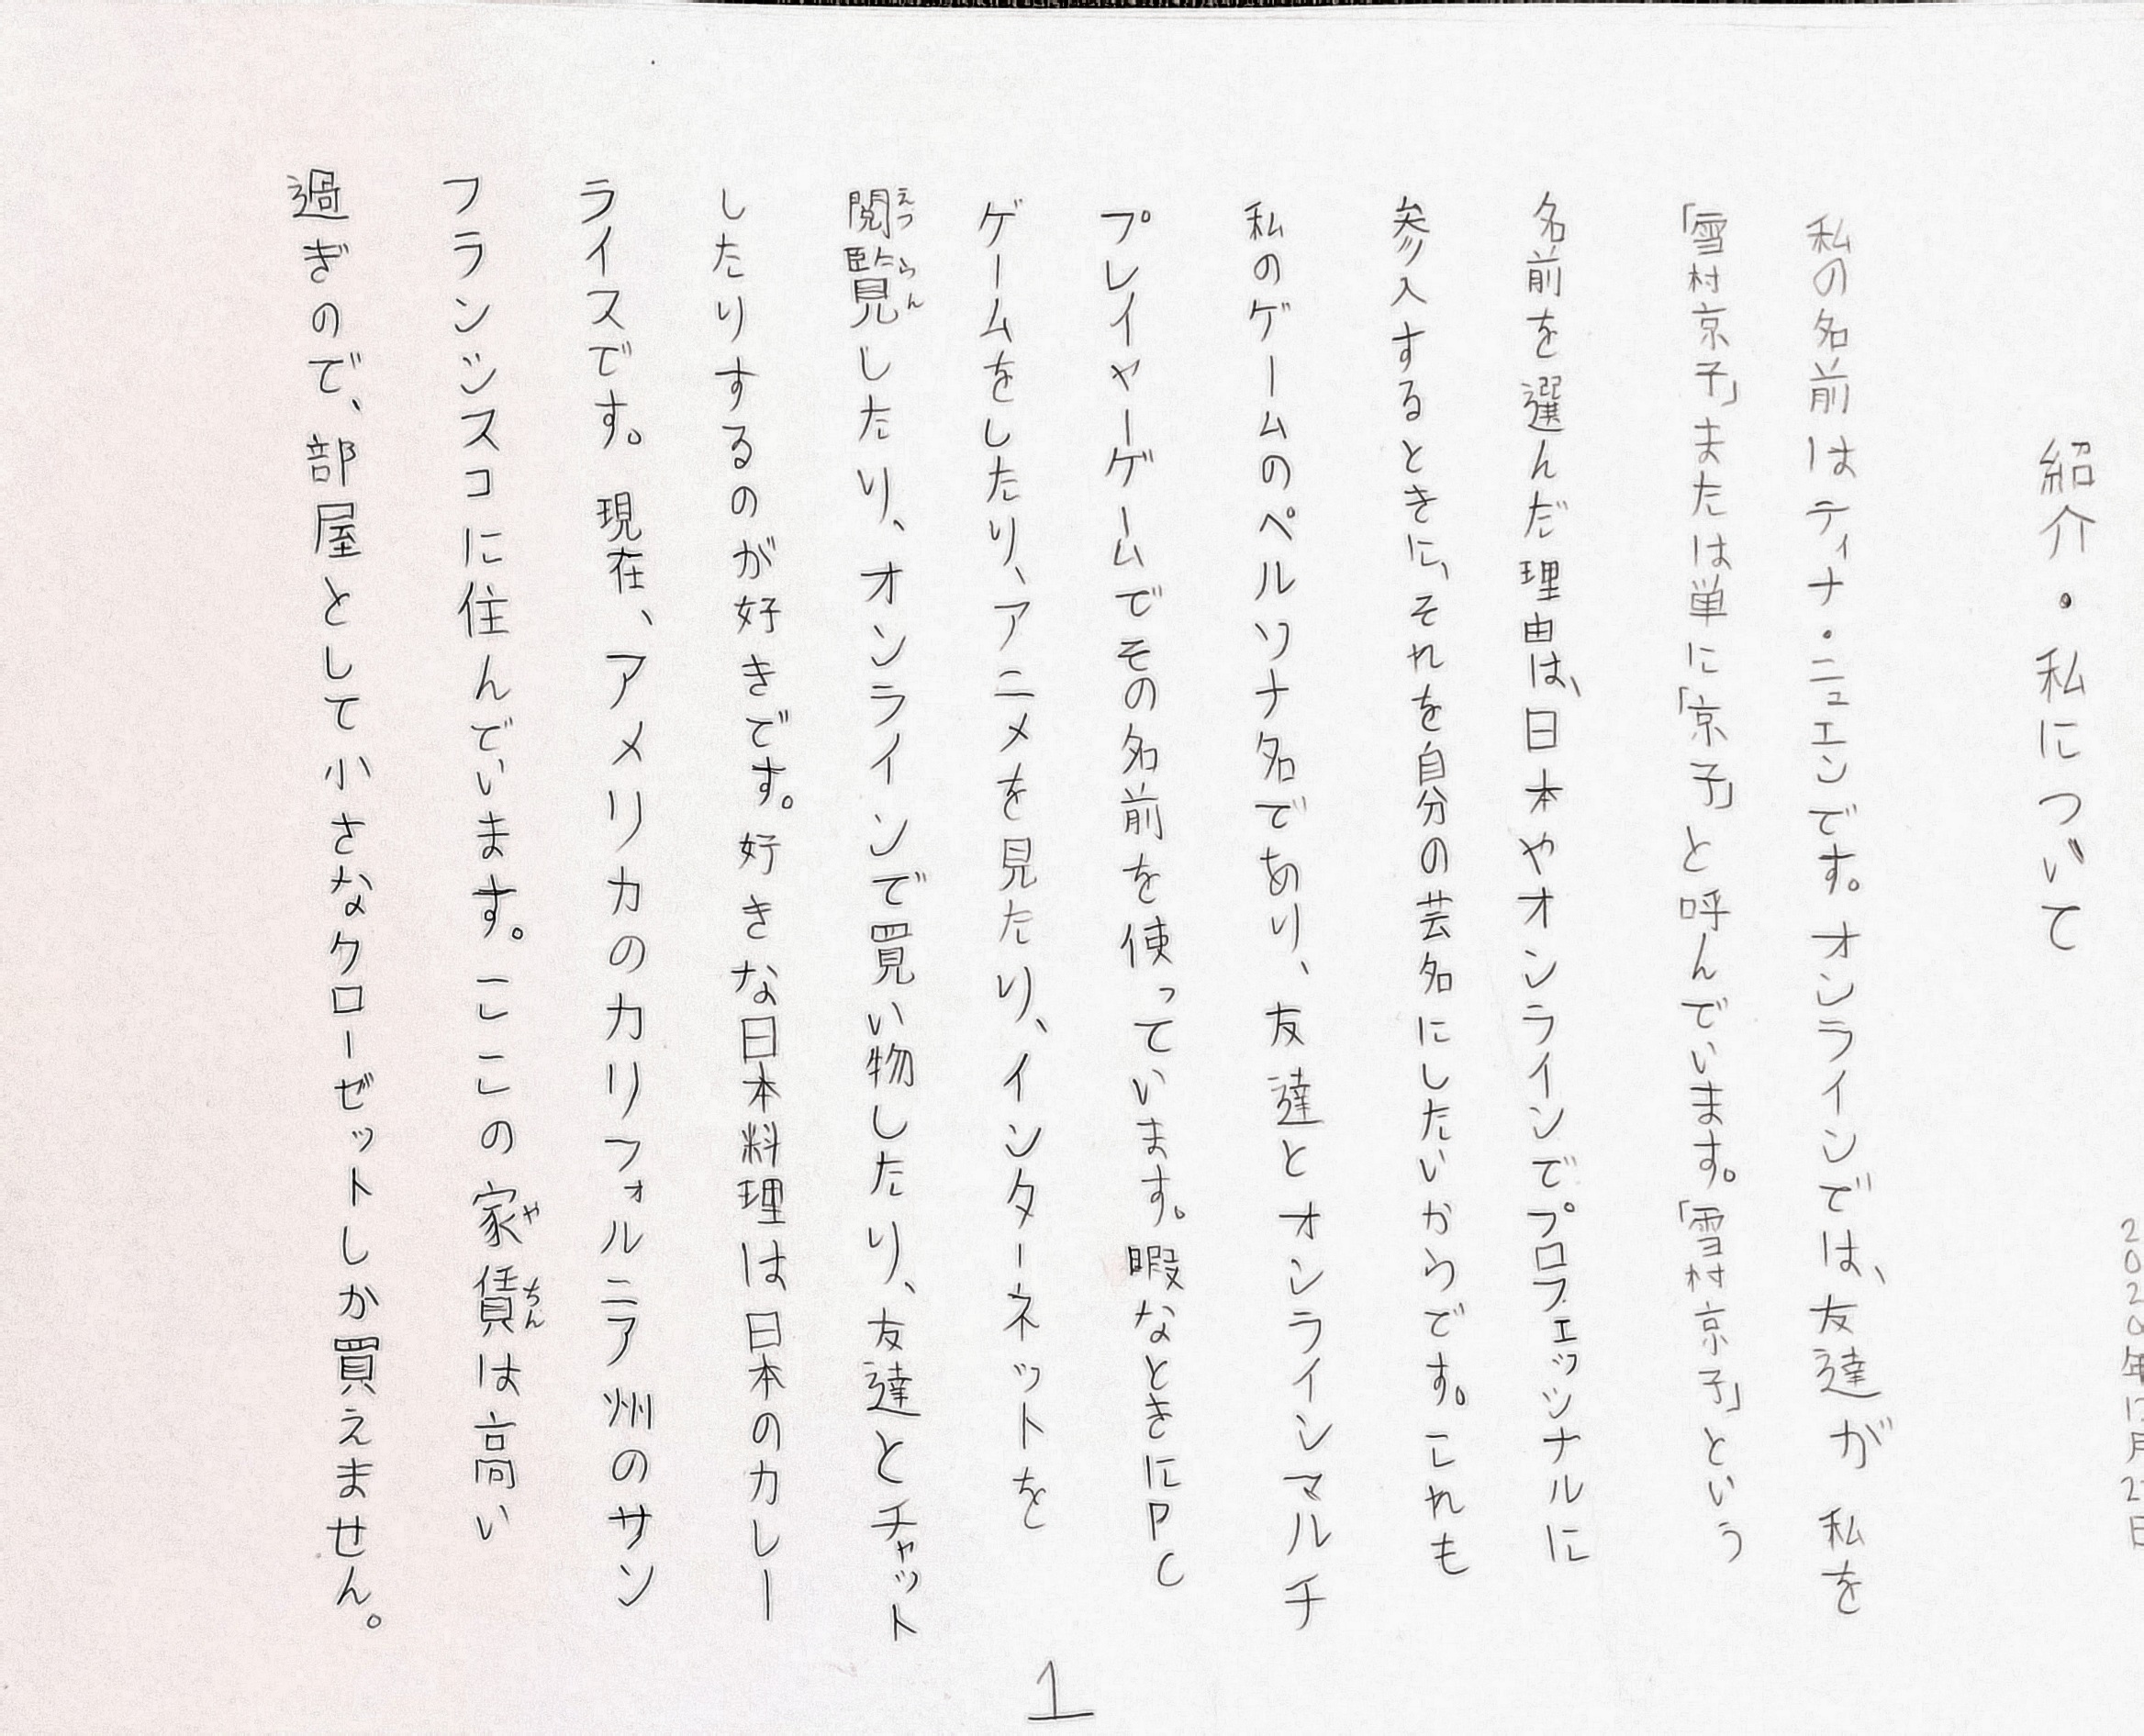 2020年
紹介・私について
私の名前はティナ・ニュエンです。オンラインでは、友達が私を
「雪村京子」または単に「京子」と呼んでいます。「雪村京子」という
名前を選んだ理由は、日本やオンラインでプロフェッシナルに
参入するときに、それを自分の芸名にしたいからです。これも
私のゲームのペルソナ名であり、友達とオンラインマルチ
プレイヤーゲームでその名前を使っています。暇なときにPC
ゲームをしたり、アニメを見たり、インターネットを
えつらん
閲覧したり、オンラインで買い物したり、友達とチャット
したりするのが好きです。好きな日本料理は日本のカレー
ライスです。現在、アメリカのカリフォルニア州のサン
フランシスコに住んでいます。ここの家賃は高い
やちん
過ぎので、部屋として小さなクローゼットしか買えません。
1